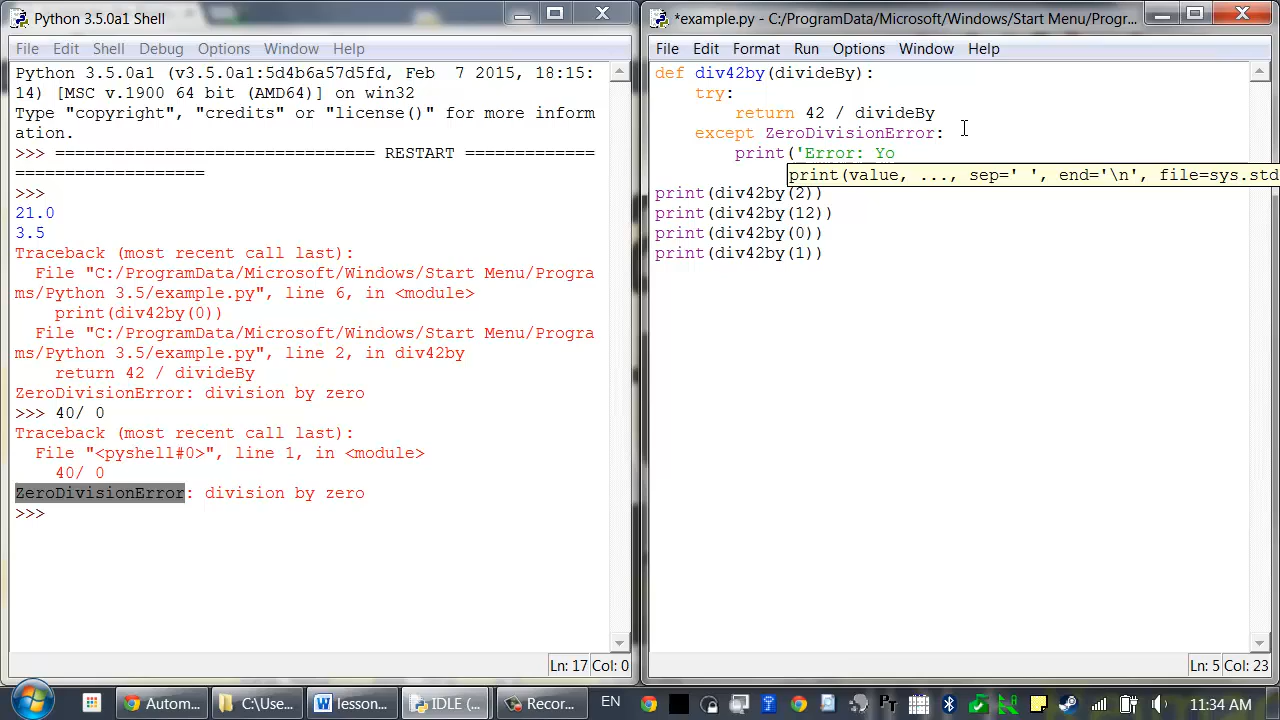 Python 3.5.0a1 Shell
File Edit Shell Debug Options Window Help
Python 3.5.0a1 (v3.5.0a1:5d4b6a57d5fd, Feb  7 2015, 18:15:
14) [MSC v.1900 64 bit (AMD64)] on win32
Type "copyright", "credits" or "license()" for more inform
ation.
>>> ================================ RESTART =============
===================
>>>
21.0
3.5
Traceback (most recent call last):
  File "C:/ProgramData/Microsoft/Windows/Start Menu/Progra
ms/Python 3.5/example.py", line 6, in <module>
    print(div42by(0))
  File "C:/ProgramData/Microsoft/Windows/Start Menu/Progra
ms/Python 3.5/example.py", line 2, in div42by
    return 42 / divideBy
ZeroDivisionError: division by zero
>>> 40/ 0
Traceback (most recent call last):
  File "<pyshell#0>", line 1, in <module>
    40/ 0
ZeroDivisionError: division by zero
>>>
Ln: 17 Col: 0
*example.py - C:/ProgramData/Microsoft/Windows/Start Menu/Progr...
File Edit Format Run Options Window Help
def div42by(divideBy):
    try:
        return 42 / divideBy
    except ZeroDivisionError:
        print('Error: Yo
print(value, ..., sep=' ', end='\n', file=sys.std
print(div42by(2))
print(div42by(12))
print(div42by(0))
print(div42by(1))
Ln: 5 Col: 23
Autom... C:\Use... lesson... IDLE (... Recor... EN 11:34 AM